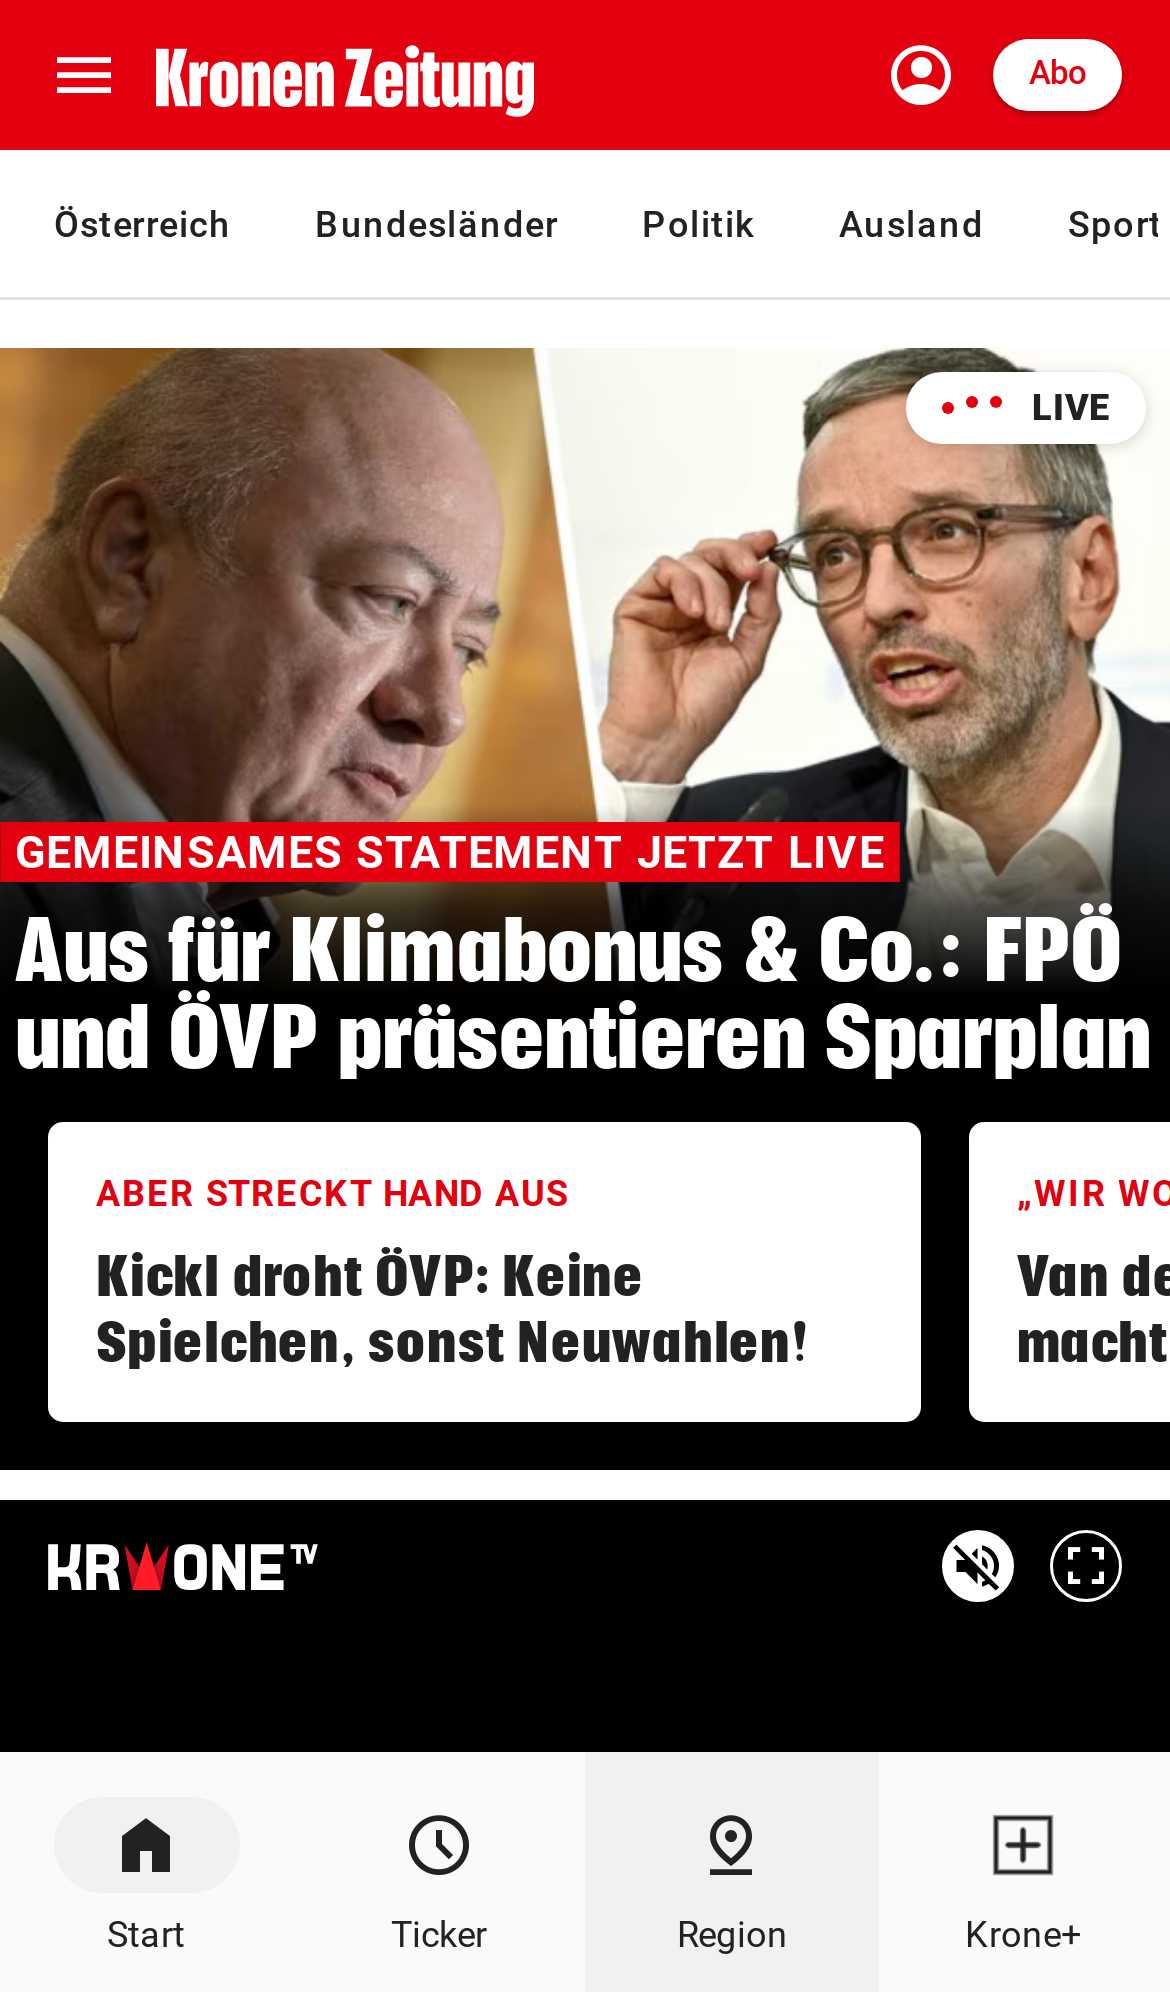 Kronen Zeitung
Abo
Österreich Bundesländer Politik Ausland Sport
LIVE
GEMEINSAMES STATEMENT JETZT LIVE
Aus für Klimabonus & Co.: FPÖ
und ÖVP präsentieren Sparplan
ABER STRECKT HAND AUS
Kickl droht ÖVP: Keine
Spielchen, sonst Neuwahlen!
„WIR
Van
macht
KRONE TV
Start Ticker Region Krone+